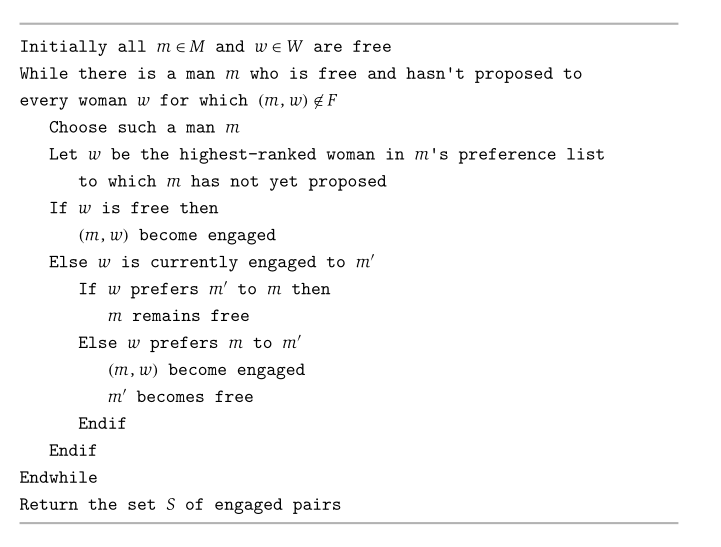 Initially all m ∈ M and w ∈ W are free
While there is a man m who is free and hasn't proposed to
every woman w for which (m, w) ∉ F
Choose such a man m
Let w be the highest-ranked woman in m's preference list
to which m has not yet proposed
If w is free then
(m, w) become engaged
Else w is currently engaged to m′
If w prefers m′ to m then
m remains free
Else w prefers m to m′
(m, w) become engaged
m′ becomes free
Endif
Endif
Endwhile
Return the set S of engaged pairs